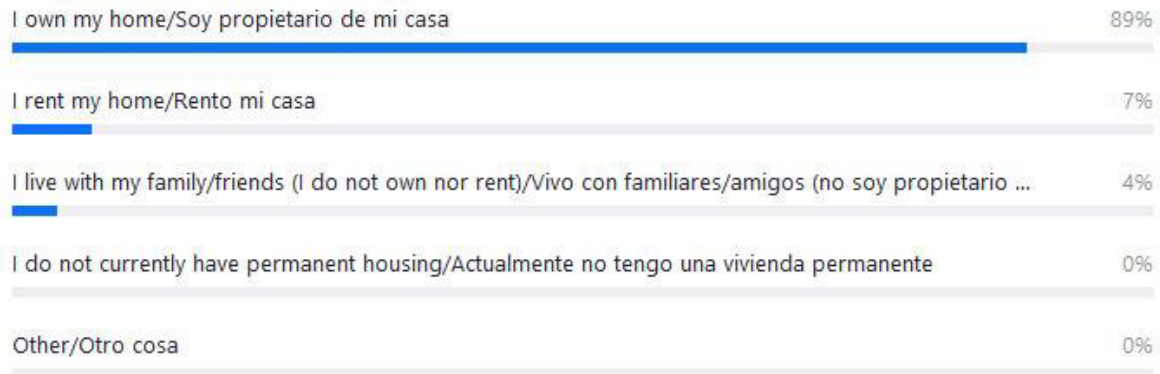 I own my home/Soy propietario de mi casa 89%
I rent my home/Rento mi casa 7%
I live with my family/friends (I do not own nor rent)/Vivo con familiares/amigos (no soy propietario ... 4%
I do not currently have permanent housing/Actualmente no tengo una vivienda permanente 0%
Other/Otro cosa 0%